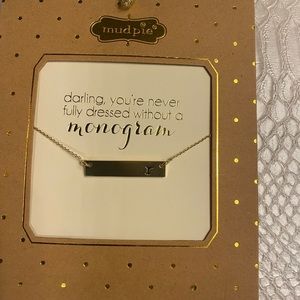 mudpie
darling, you're never
fully dressed without a
monogram